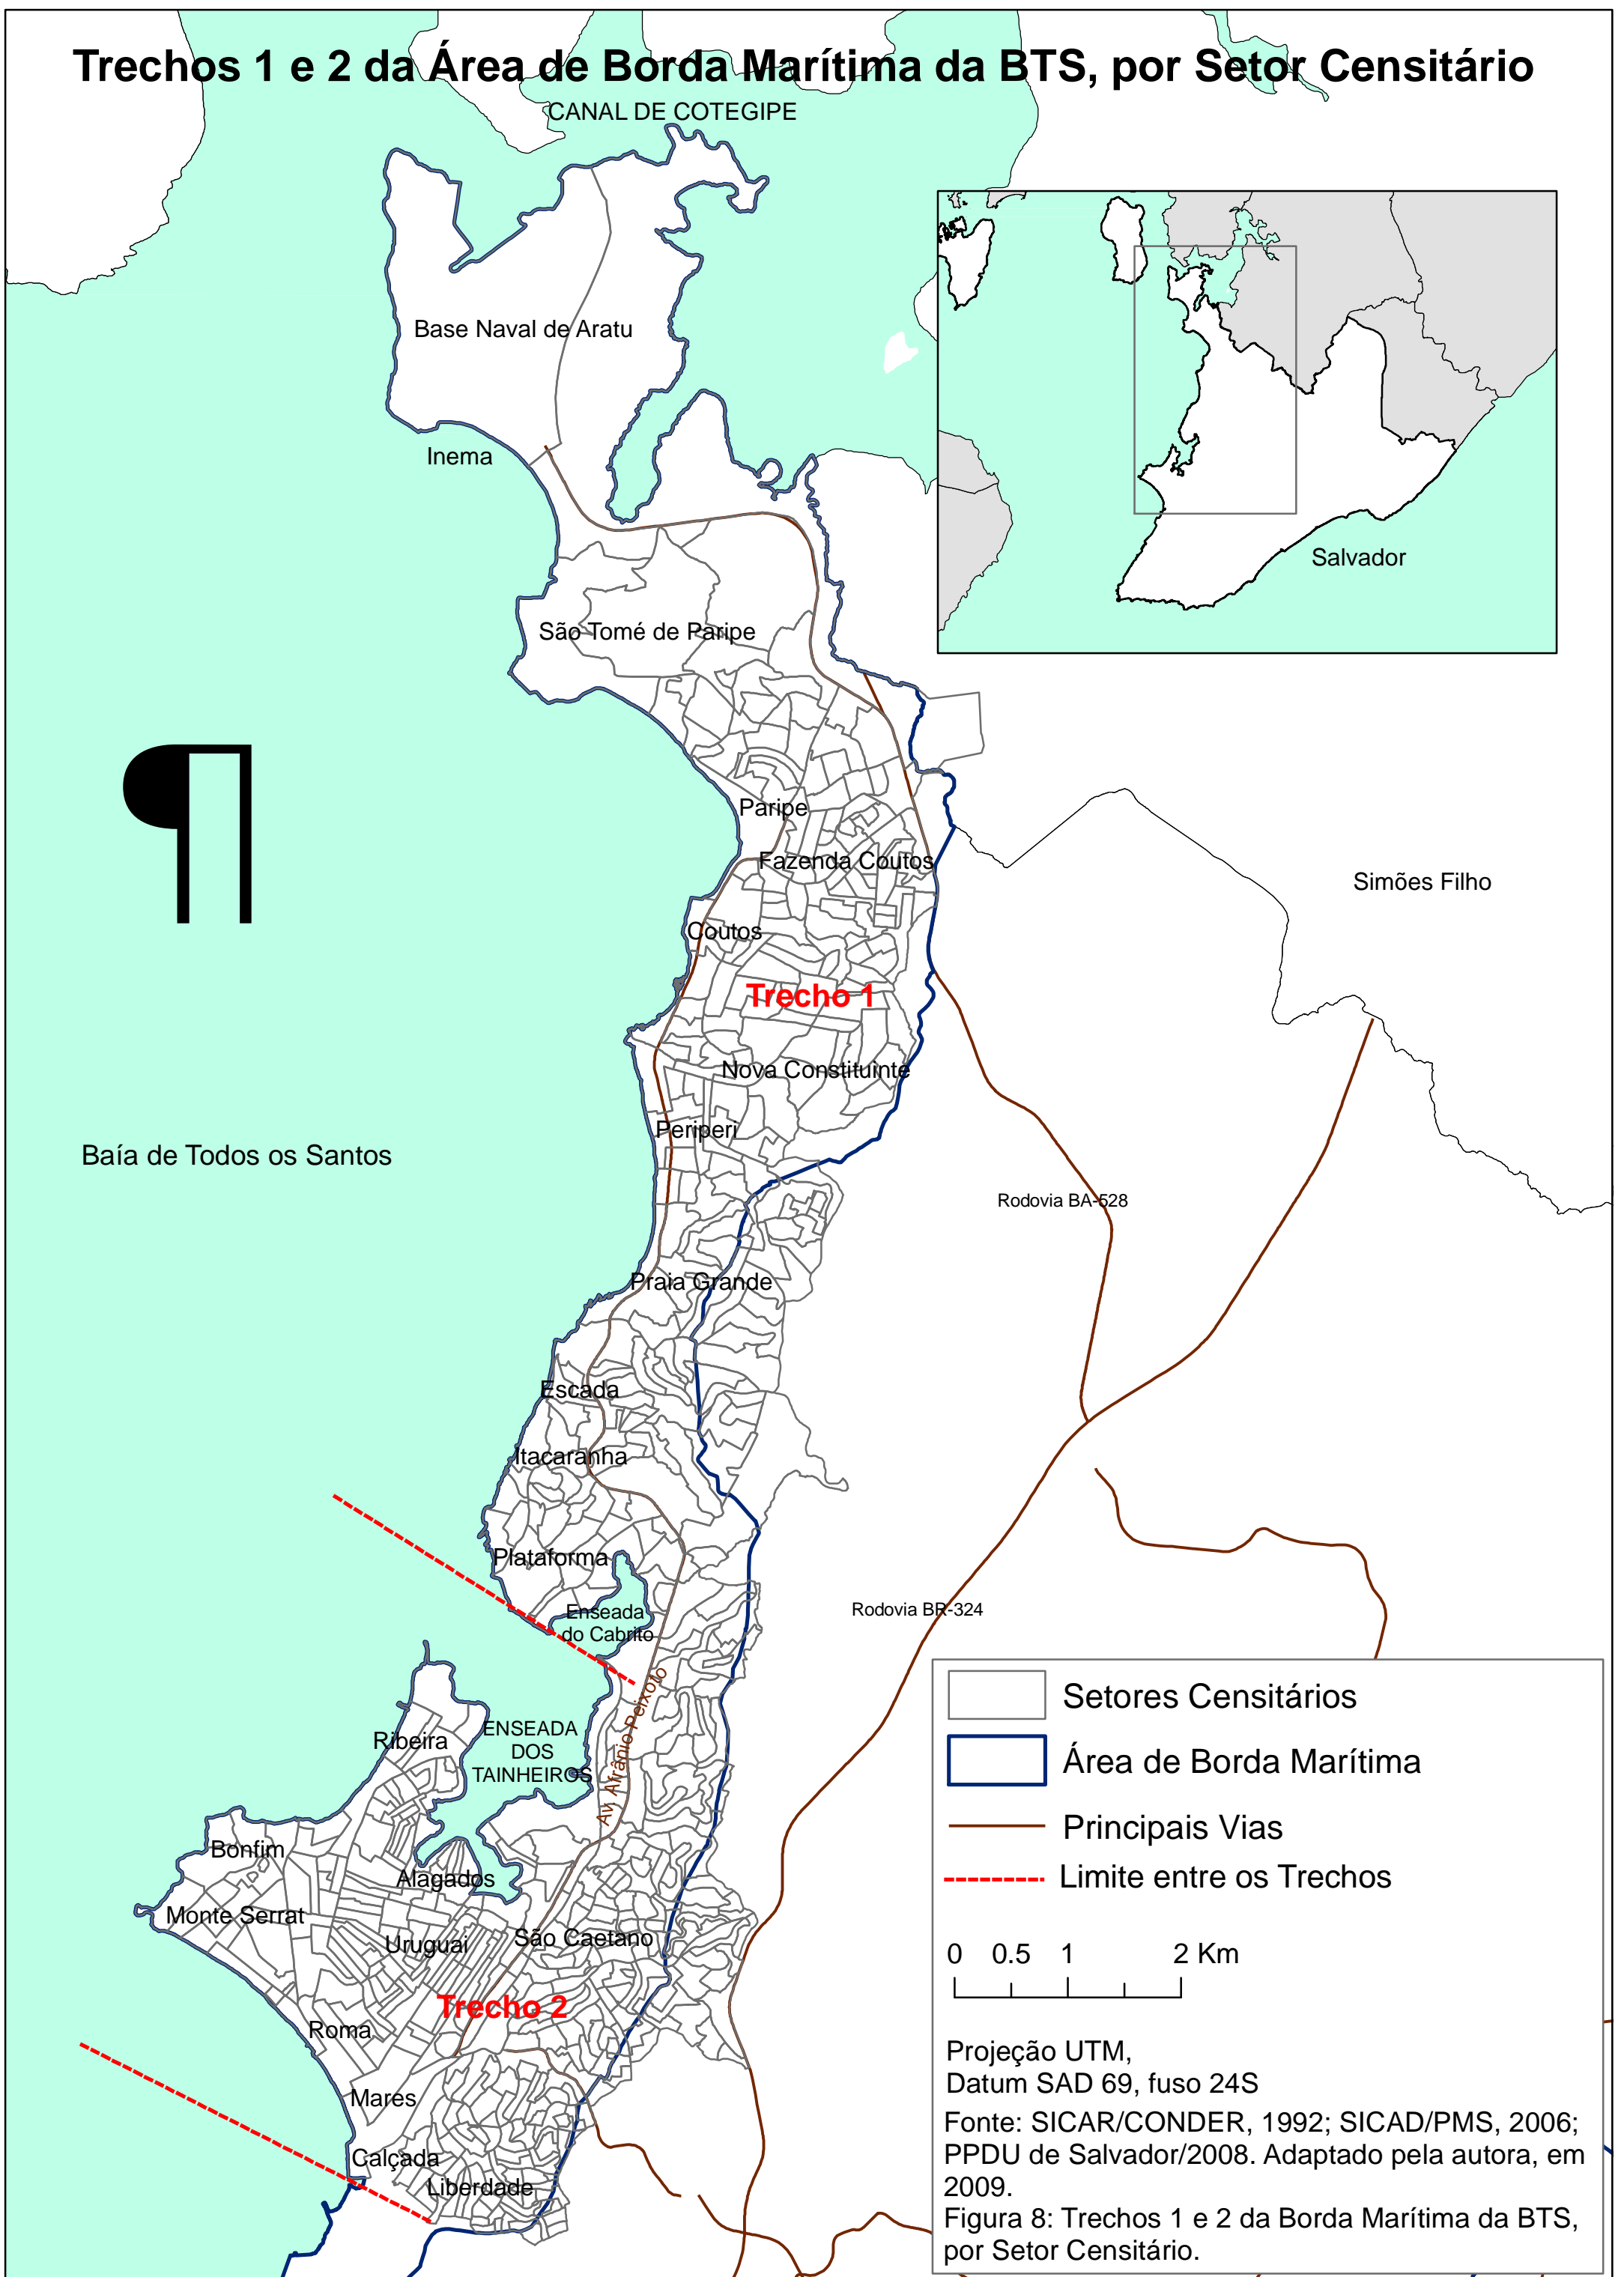 Trechos 1 e 2 da Área de Borda Marítima da BTS, por Setor Censitário
CANAL DE COTEGIPE
Base Naval de Aratu
Inema
Salvador
São Tomé de Paripe
¶
Paripe
Fazenda Coutos
Simões Filho
Coutos
Trecho 1
Nova Constituinte
Periperi
Baía de Todos os Santos
Rodovia BA-528
Praia Grande
Escada
Itacaranha
Plataforma
Enseada
do Cabrito
Rodovia BR-324
Av. Afrânio Peixoto
Ribeira
ENSEADA
DOS
TAINHEIROS
Bonfim
Alagados
Monte Serrat
Uruguai
São Caetano
Trecho 2
Roma
Mares
Calçada
Liberdade
Setores Censitários
Área de Borda Marítima
Principais Vias
Limite entre os Trechos
0 0.5 1 2 Km
Projeção UTM,
Datum SAD 69, fuso 24S
Fonte: SICAR/CONDER, 1992; SICAD/PMS, 2006;
PPDU de Salvador/2008. Adaptado pela autora, em
2009.
Figura 8: Trechos 1 e 2 da Borda Marítima da BTS,
por Setor Censitário.